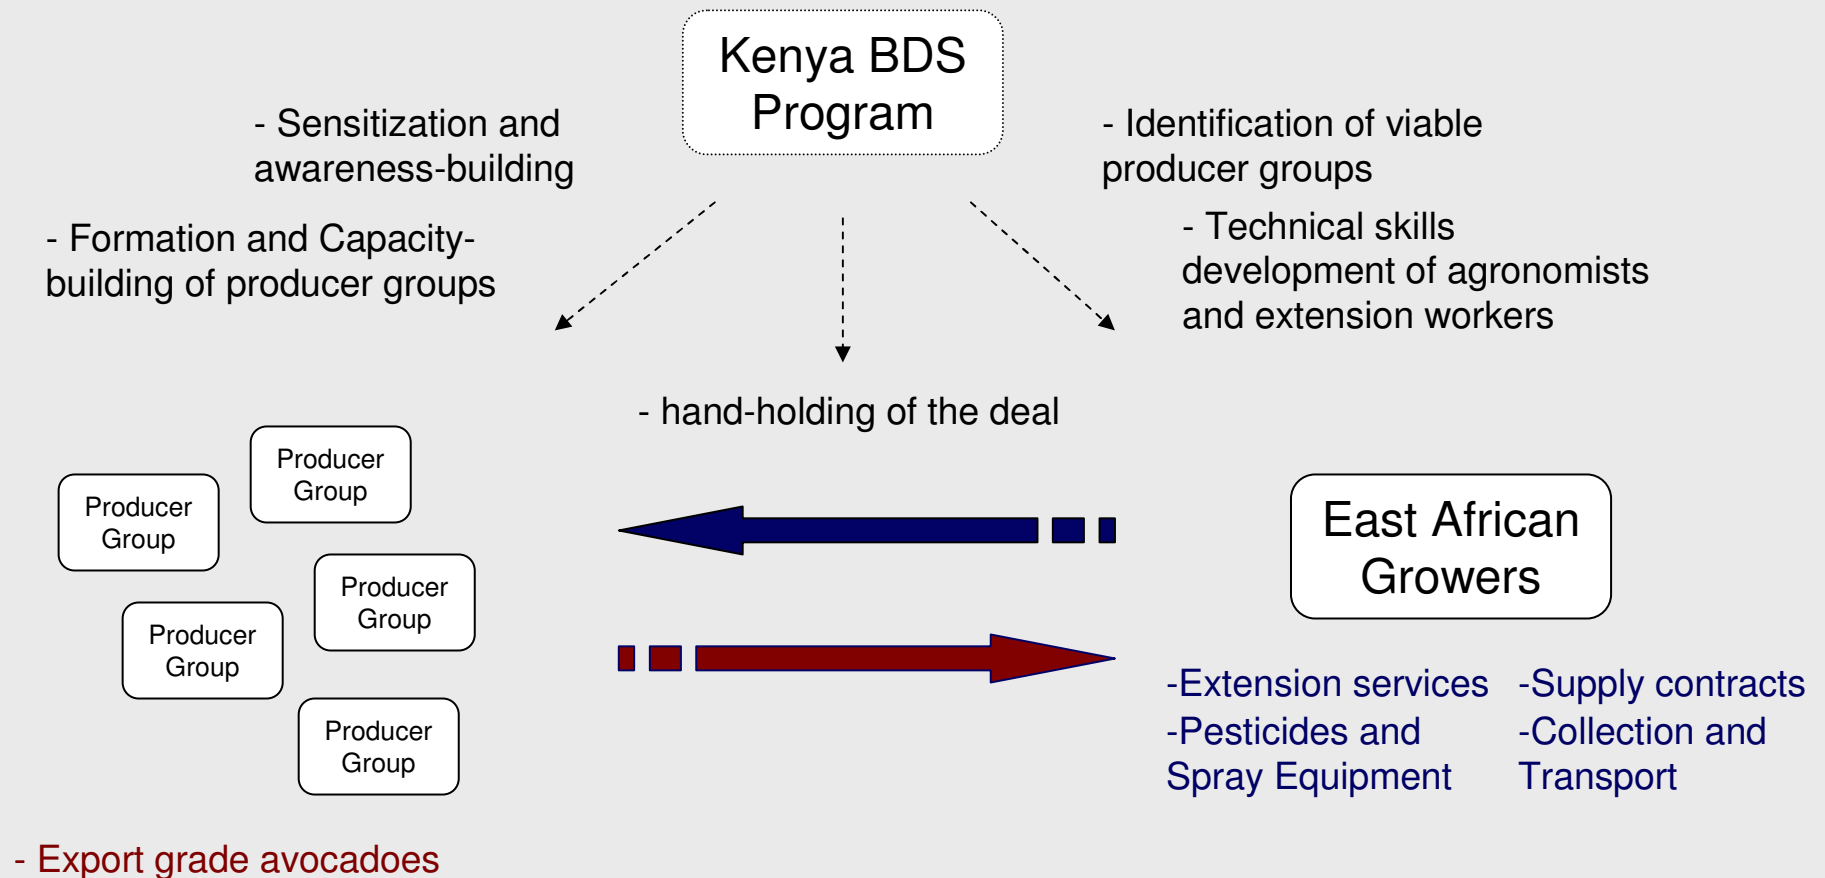 Kenya BDS
Program
- Sensitization and
awareness-building
- Identification of viable
producer groups
- Formation and Capacity-
building of producer groups
- Technical skills
development of agronomists
and extension workers
- hand-holding of the deal
Producer
Group
Producer
Group
Producer
Group
Producer
Group
Producer
Group
East African
Growers
-Extension services
-Pesticides and
Spray Equipment
-Supply contracts
-Collection and
Transport
- Export grade avocadoes